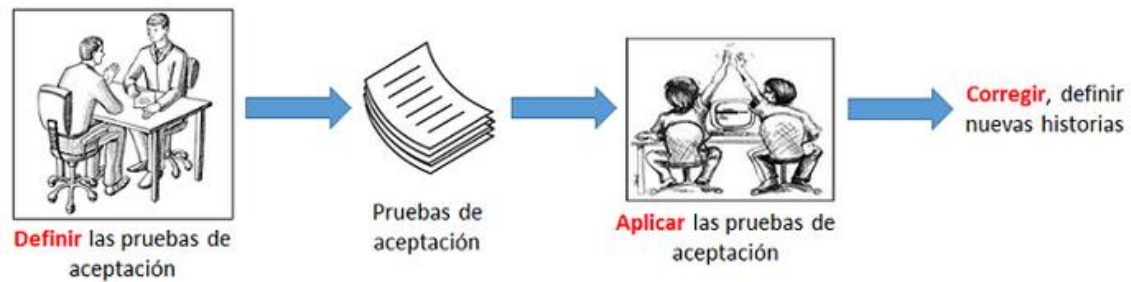 Definir las pruebas de
aceptación
Pruebas de
aceptación
Aplicar las pruebas de
aceptación
Corregir, definir
nuevas historias